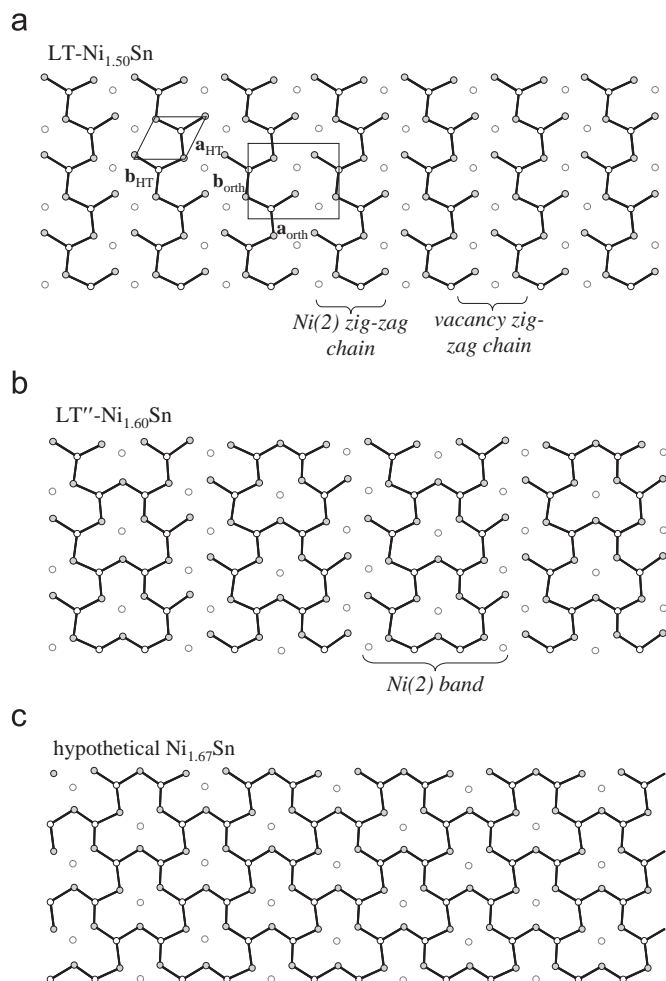 a
LT-Ni1.50Sn
aHT
bHT
borth
aorth
Ni(2) zig-zag
chain
vacancy zig-
zag chain
b
LT′′-Ni1.60Sn
Ni(2) band
c
hypothetical Ni1.67Sn